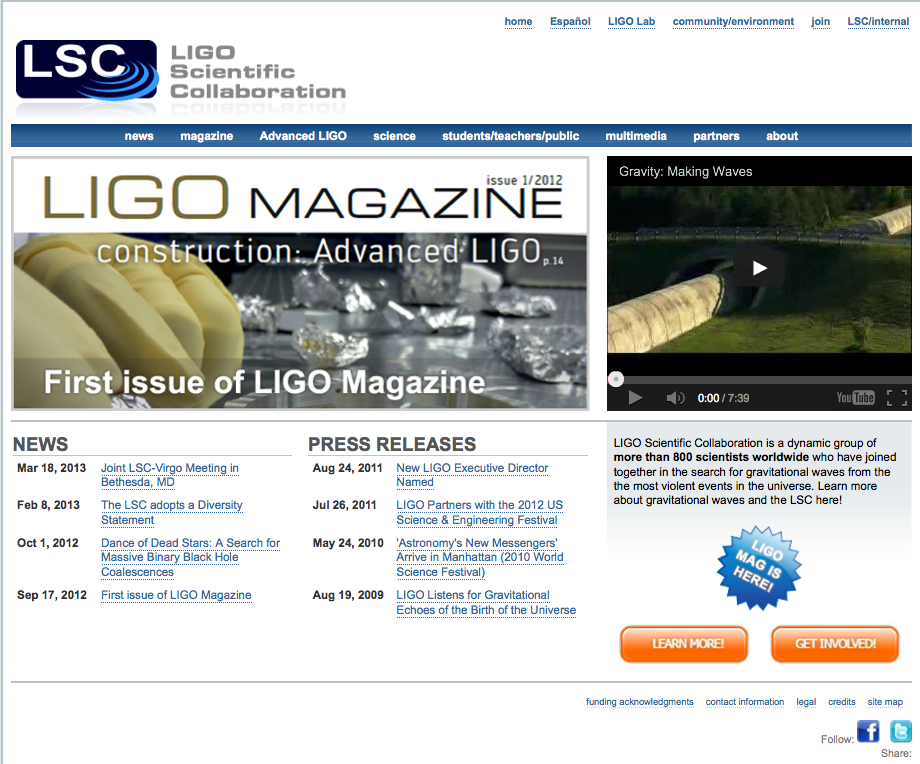 home Español LIGO Lab community/environment join LSC/internal
LSC
LIGO
Scientific
Collaboration
news magazine Advanced LIGO science students/teachers/public multimedia partners about
issue 1/2012
LIGO MAGAZINE
construction: Advanced LIGO p.14
First issue of LIGO Magazine
Gravity: Making Waves
0:00 / 7:39
YouTube
NEWS
Mar 18, 2013 Joint LSC-Virgo Meeting in
Bethesda, MD
Feb 8, 2013 The LSC adopts a Diversity
Statement
Oct 1, 2012 Dance of Dead Stars: A Search for
Massive Binary Black Hole
Coalescences
Sep 17, 2012 First issue of LIGO Magazine
PRESS RELEASES
Aug 24, 2011 New LIGO Executive Director
Named
Jul 26, 2011 LIGO Partners with the 2012 US
Science & Engineering Festival
May 24, 2010 'Astronomy's New Messengers'
Arrive in Manhattan (2010 World
Science Festival)
Aug 19, 2009 LIGO Listens for Gravitational
Echoes of the Birth of the Universe
LIGO Scientific Collaboration is a dynamic group of
more than 800 scientists worldwide who have joined
together in the search for gravitational waves from the
the most violent events in the universe. Learn more
about gravitational waves and the LSC here!
LIGO
MAG IS
HERE!
LEARN MORE! GET INVOLVED!
funding acknowledgments contact information legal credits site map
Follow: f t
Share: